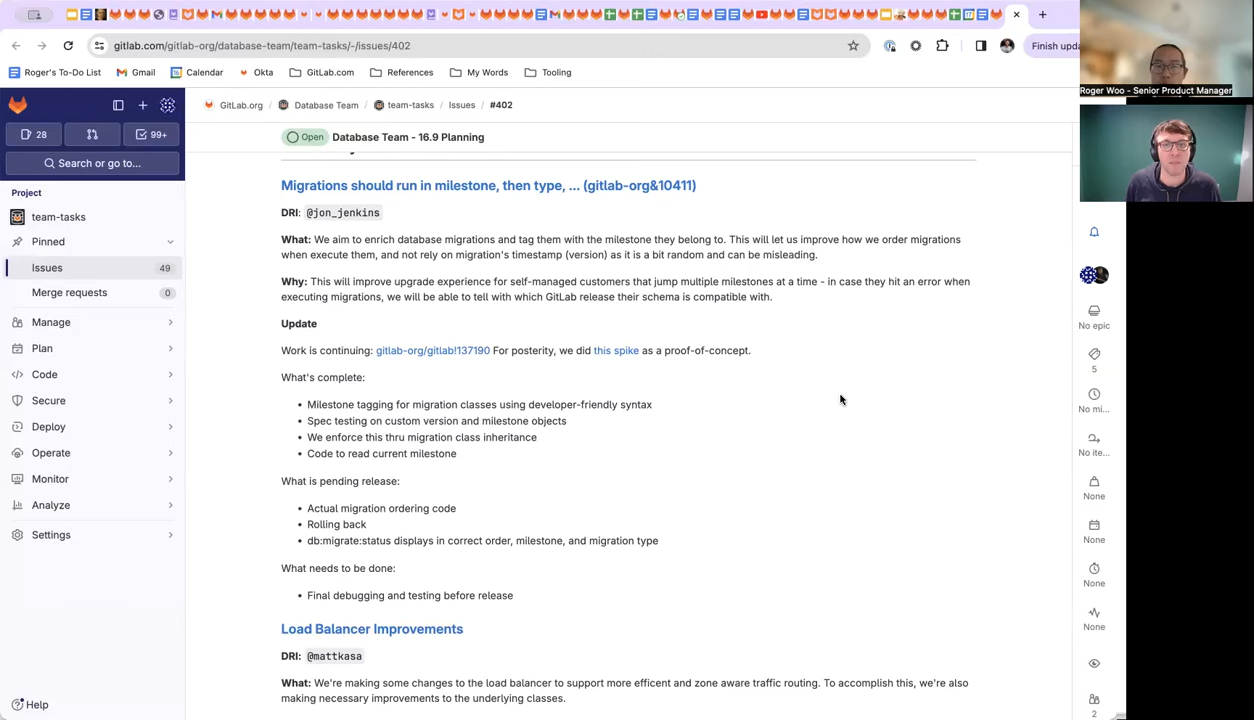 gitlab.com/gitlab-org/database-team/team-tasks/-/issues/402
Finish upda
Roger's To-Do List
Gmail
Calendar
Okta
GitLab.com
References
My Words
Tooling
Roger Woo - Senior Product Manager
28
99+
Search or go to...
Project
team-tasks
Pinned
Issues 49
Merge requests 0
Manage
Plan
Code
Secure
Deploy
Operate
Monitor
Analyze
Settings
Help
GitLab.org / Database Team / team-tasks / Issues / #402
Open Database Team - 16.9 Planning
Migrations should run in milestone, then type, ... (gitlab-org&10411)
DRI: @jon_jenkins
What: We aim to enrich database migrations and tag them with the milestone they belong to. This will let us improve how we order migrations
when execute them, and not rely on migration's timestamp (version) as it is a bit random and can be misleading.
Why: This will improve upgrade experience for self-managed customers that jump multiple milestones at a time - in case they hit an error when
executing migrations, we will be able to tell with which GitLab release their schema is compatible with.
Update
Work is continuing: gitlab-org/gitlab!137190 For posterity, we did this spike as a proof-of-concept.
What's complete:
• Milestone tagging for migration classes using developer-friendly syntax
• Spec testing on custom version and milestone objects
• We enforce this thru migration class inheritance
• Code to read current milestone
What is pending release:
• Actual migration ordering code
• Rolling back
• db:migrate:status displays in correct order, milestone, and migration type
What needs to be done:
• Final debugging and testing before release
Load Balancer Improvements
DRI: @mattkasa
What: We're making some changes to the load balancer to support more efficent and zone aware traffic routing. To accomplish this, we're also
making necessary improvements to the underlying classes.
No epic
5
No mi...
No ite...
None
None
None
None
2